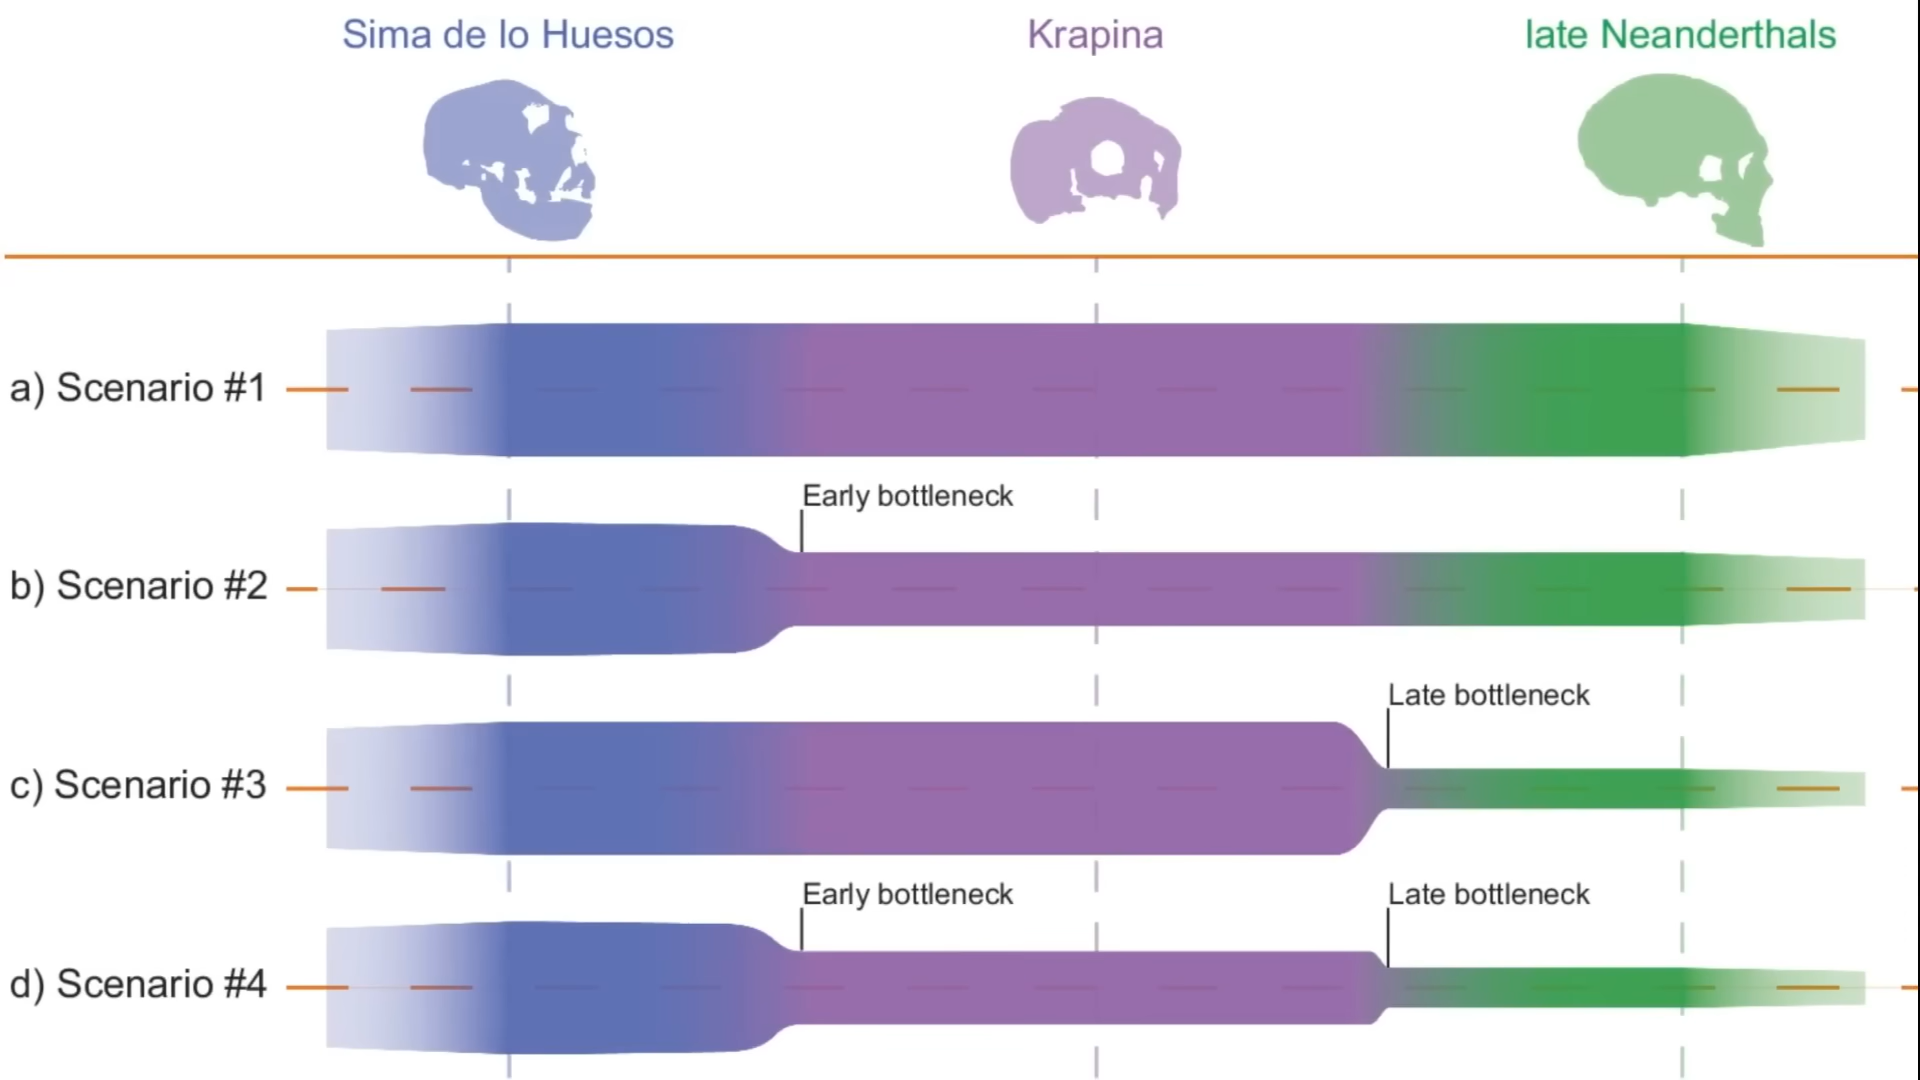 Sima de lo Huesos
Krapina
late Neanderthals
a) Scenario #1
Early bottleneck
b) Scenario #2
Late bottleneck
c) Scenario #3
Early bottleneck
Late bottleneck
d) Scenario #4